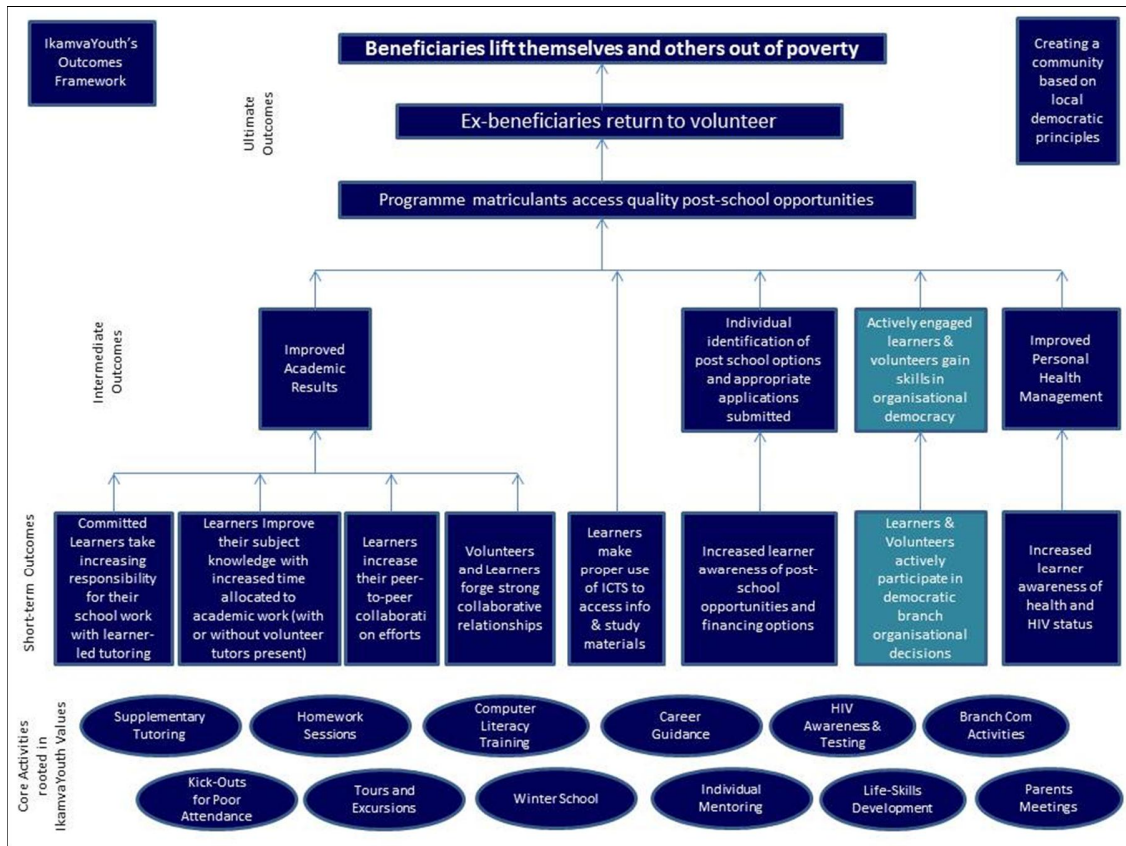 IkamvaYouth's
Outcomes
Framework
Beneficiaries lift themselves and others out of poverty
Creating a
community
based on
local
democratic
principles
Ultimate
Outcomes
Ex-beneficiaries return to volunteer
Programme matriculants access quality post-school opportunities
Intermediate
Outcomes
Improved
Academic
Results
Individual
identification of
post school options
and appropriate
applications
submitted
Actively engaged
learners &
volunteers gain
skills in
organisational
democracy
Improved
Personal
Health
Management
Short-term Outcomes
Committed
Learners take
increasing
responsibility
for their
school work
with learner-
led tutoring
Learners Improve
their subject
knowledge with
increased time
allocated to
academic work (with
or without volunteer
tutors present)
Learners
increase
their peer-
to-peer
collaborati
on efforts
Volunteers
and Learners
forge strong
collaborative
relationships
Learners
make
proper use
of ICTS to
access info
& study
materials
Increased learner
awareness of post-
school
opportunities and
financing options
Learners &
Volunteers
actively
participate in
democratic
branch
organisational
decisions
Increased
learner
awareness of
health and
HIV status
Core Activities
rooted in
IkamvaYouth Values
Supplementary
Tutoring
Homework
Sessions
Computer
Literacy
Training
Career
Guidance
HIV
Awareness &
Testing
Branch Com
Activities
Kick-Outs
for Poor
Attendance
Tours and
Excursions
Winter School
Individual
Mentoring
Life-Skills
Development
Parents
Meetings